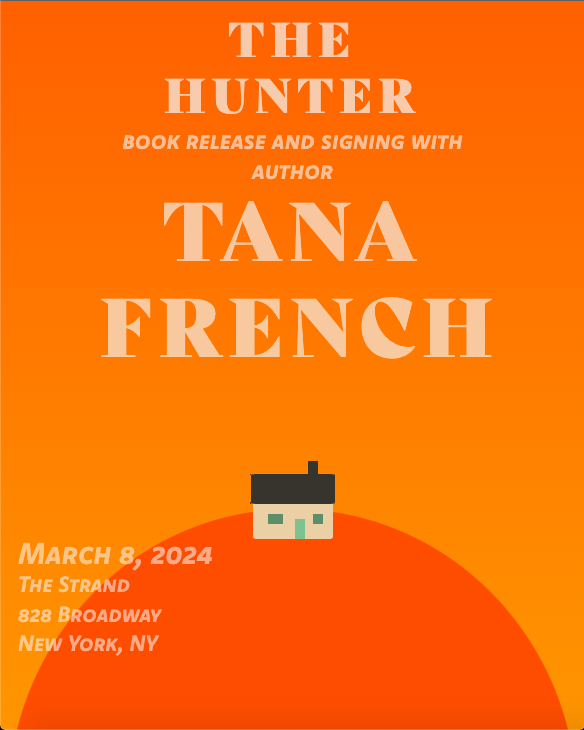 THE
HUNTER
BOOK RELEASE AND SIGNING WITH
AUTHOR
TANA
FRENCH
MARCH 8, 2024
THE STRAND
828 BROADWAY
NEW YORK, NY